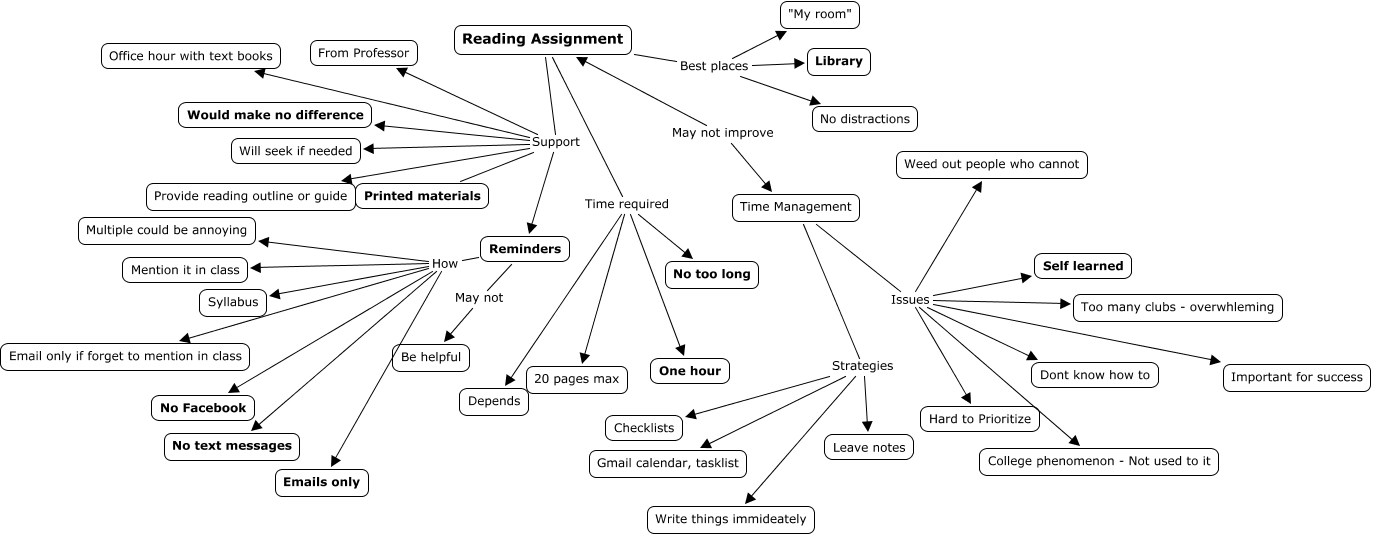 "My room"
Reading Assignment
From Professor
Office hour with text books
Library
Best places
Would make no difference
No distractions
May not improve
Support
Will seek if needed
Weed out people who cannot
Provide reading outline or guide
Printed materials
Time required
Time Management
Multiple could be annoying
Reminders
How
Mention it in class
No too long
Self learned
May not
Syllabus
Issues
Too many clubs - overwhleming
Email only if forget to mention in class
Be helpful
Strategies
One hour
20 pages max
Dont know how to
Important for success
Depends
No Facebook
Hard to Prioritize
Checklists
No text messages
Leave notes
Gmail calendar, tasklist
College phenomenon - Not used to it
Emails only
Write things immideately